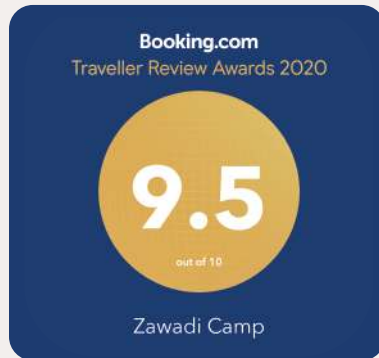 Booking.com
Traveller Review Awards 2020
9.5
out of 10
Zawadi Camp